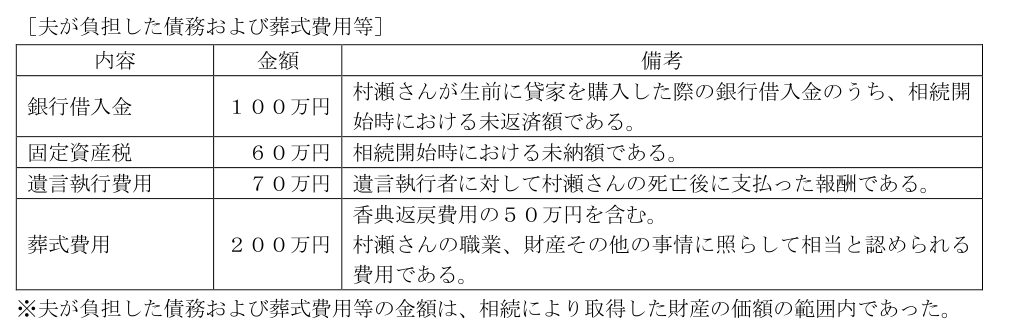 ［夫が負担した債務および葬式費用等］
内容 金額 備考
銀行借入金 １００万円 村瀬さんが生前に貸家を購入した際の銀行借入金のうち、相続開
始時における未返済額である。
固定資産税 ６０万円 相続開始時における未納額である。
遺言執行費用 ７０万円 遺言執行者に対して村瀬さんの死亡後に支払った報酬である。
葬式費用 ２００万円 香典返戻費用の５０万円を含む。
村瀬さんの職業、財産その他の事情に照らして相当と認められる
費用である。
※夫が負担した債務および葬式費用等の金額は、相続により取得した財産の価額の範囲内であった。